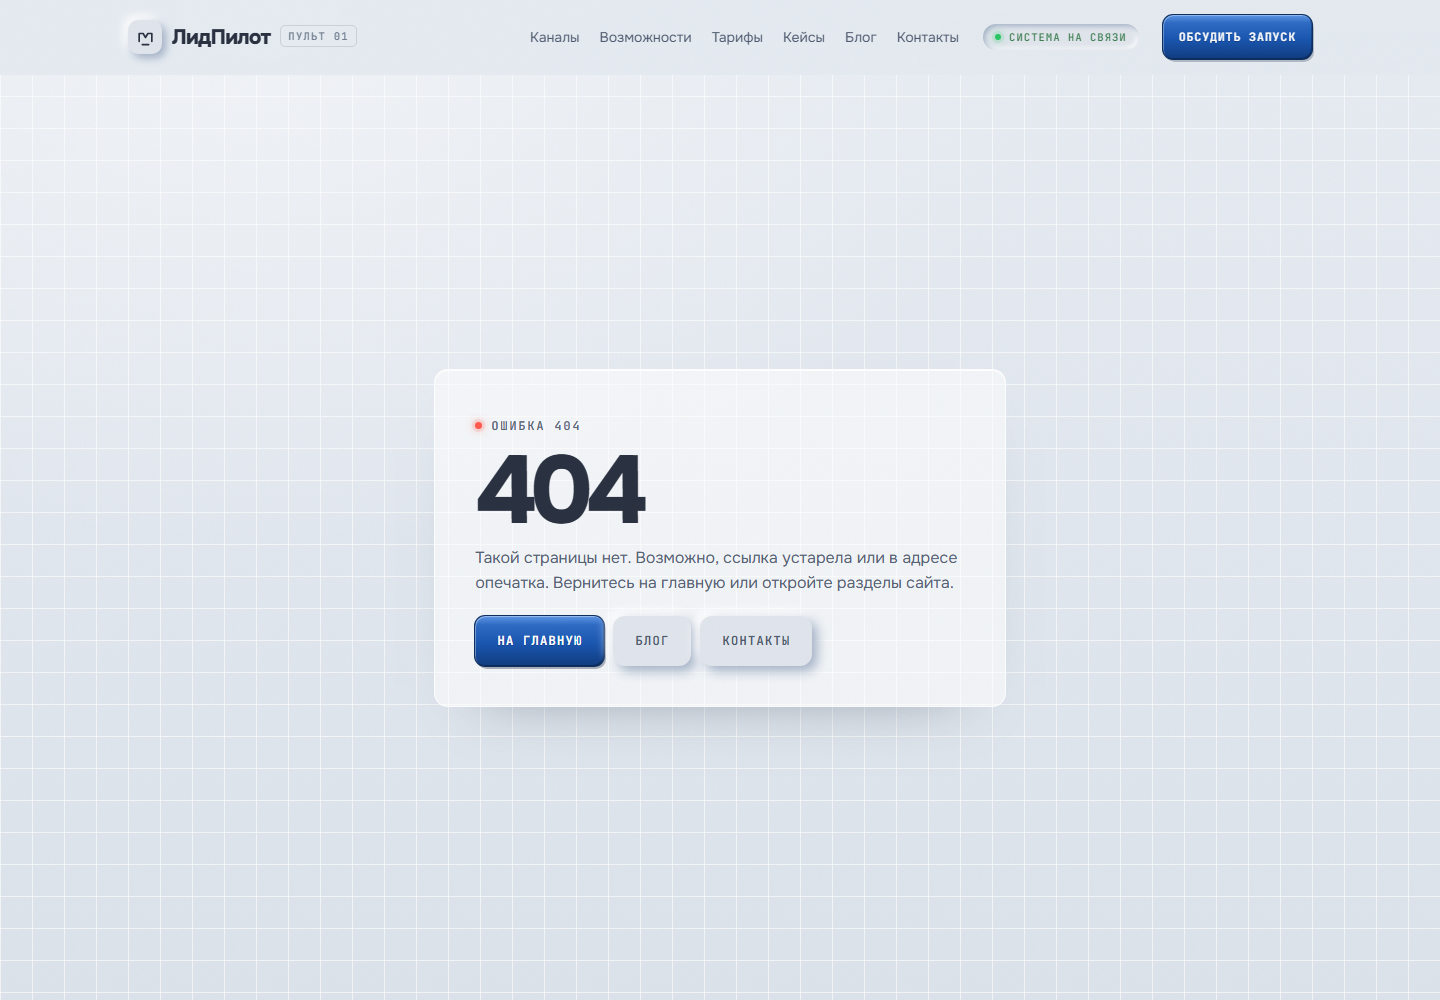 ЛидПилот ПУЛЬТ 01 Каналы Возможности Тарифы Кейсы Блог Контакты СИСТЕМА НА СВЯЗИ ОБСУДИТЬ ЗАПУСК
ОШИБКА 404
404
Такой страницы нет. Возможно, ссылка устарела или в адресе
опечатка. Вернитесь на главную или откройте разделы сайта.
НА ГЛАВНУЮ БЛОГ КОНТАКТЫ